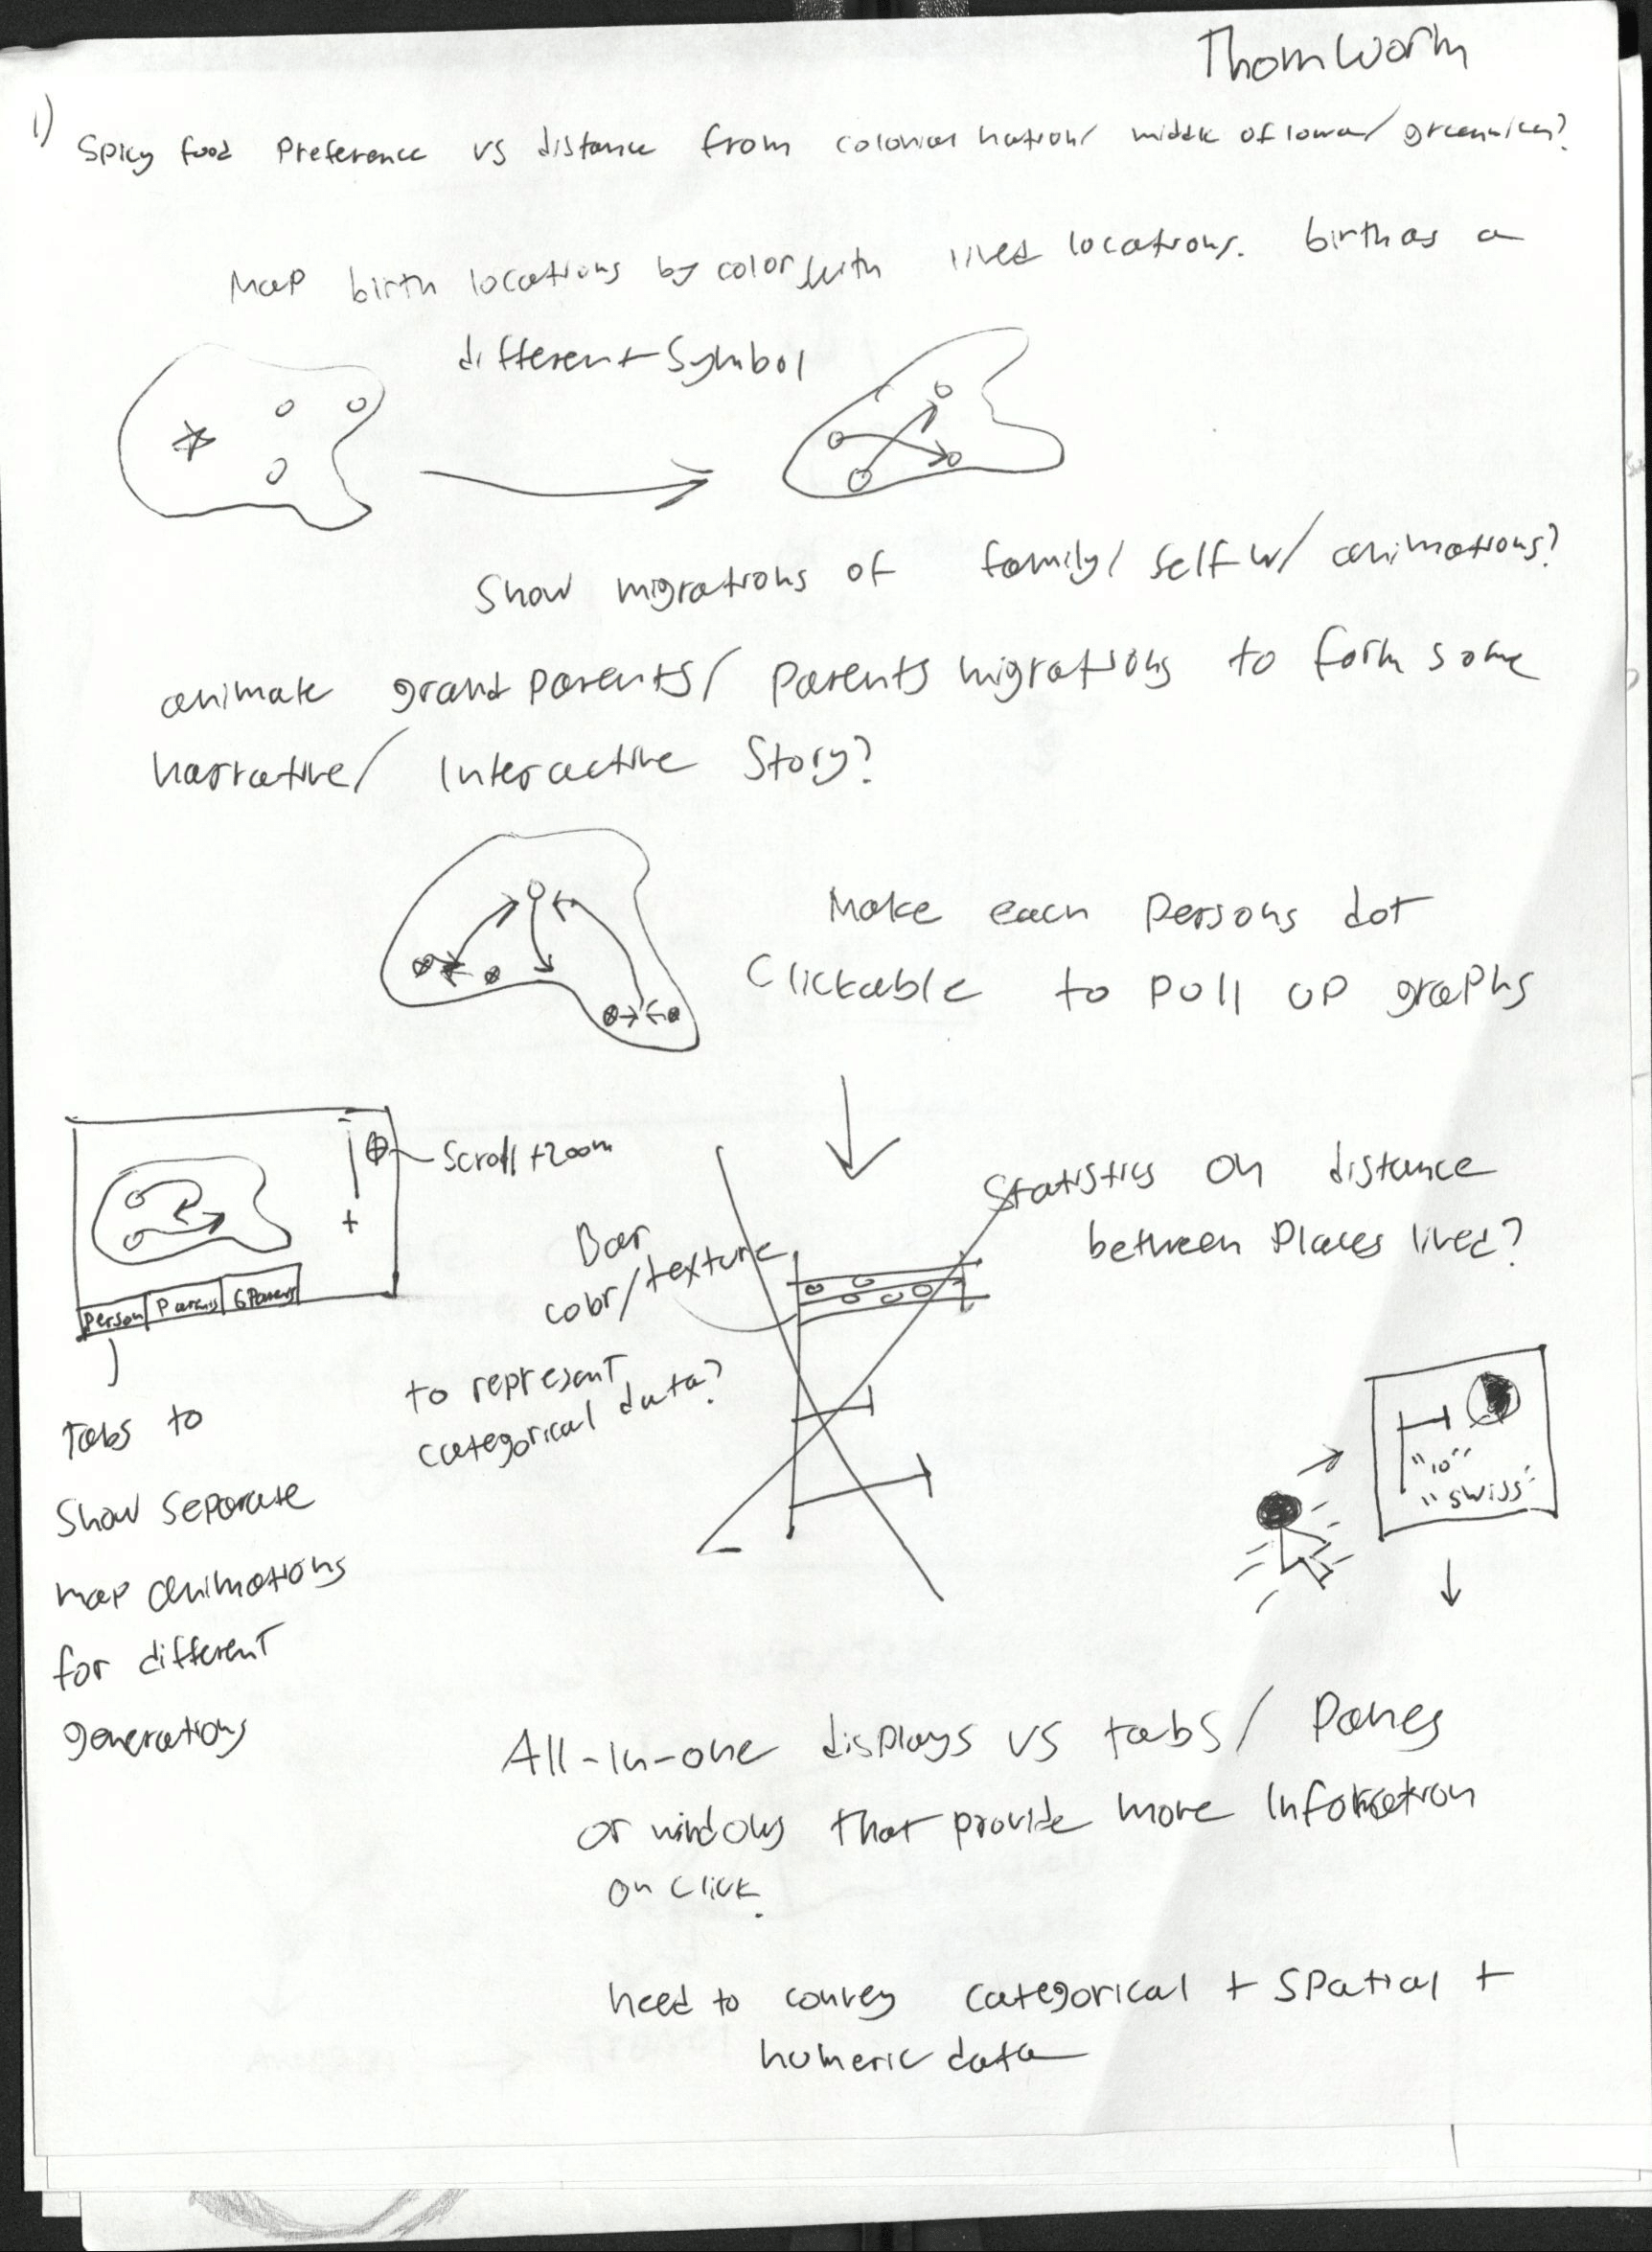 Thom Worm
1)
Spicy food Preference vs distance from colonial nation/ middle of Iowa/ greenwich?
Map birth locations by color with lived locations. birth as a
different symbol
Show migrations of family/ self w/ animations?
animate grandparents/ parents migrations to form some
narrative/ Interactive Story?
Make each persons dot
Clickable to pull up graphs
Scroll + zoom
+
Person Parents GParents
Tabs to
Show Separate
map animations
for different
generations
Bar
color/texture
to represent
categorical data?
Statistics on distance
between Places lived?
"10"
"swiss"
All-in-one displays vs tabs/ Panes
or windows that provide more Information
on click.
need to convey categorical + spatial +
numeric data